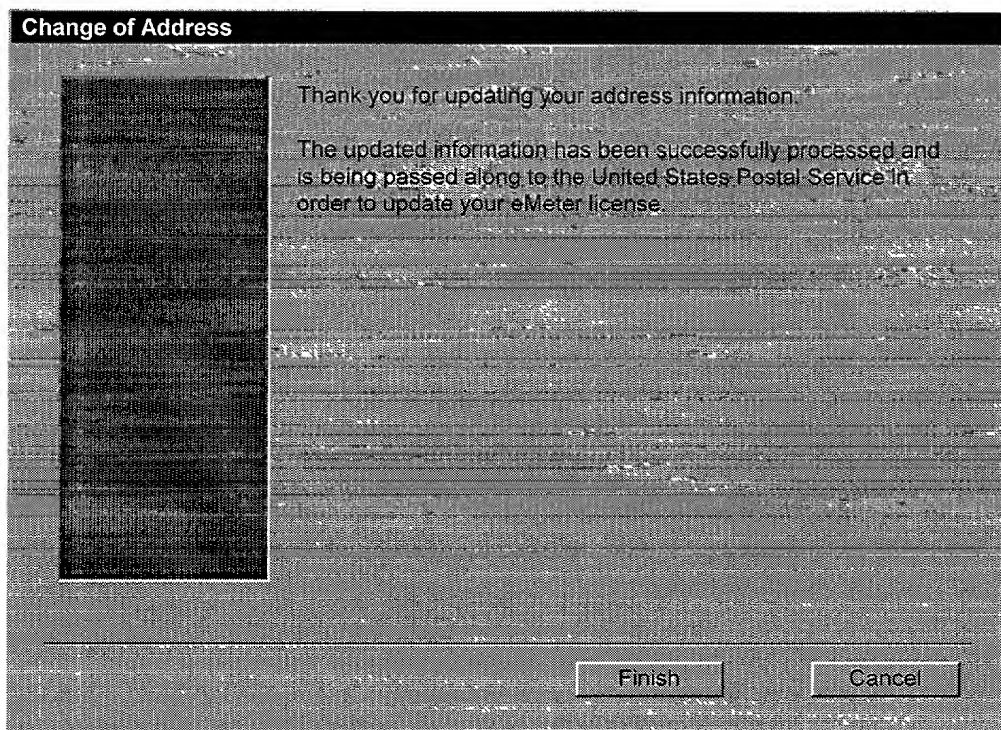 Change of Address
Thank you for updating your address information.
The updated information has been successfully processed and
is being passed along to the United States Postal Service in
order to update your eMeter license.
Finish
Cancel